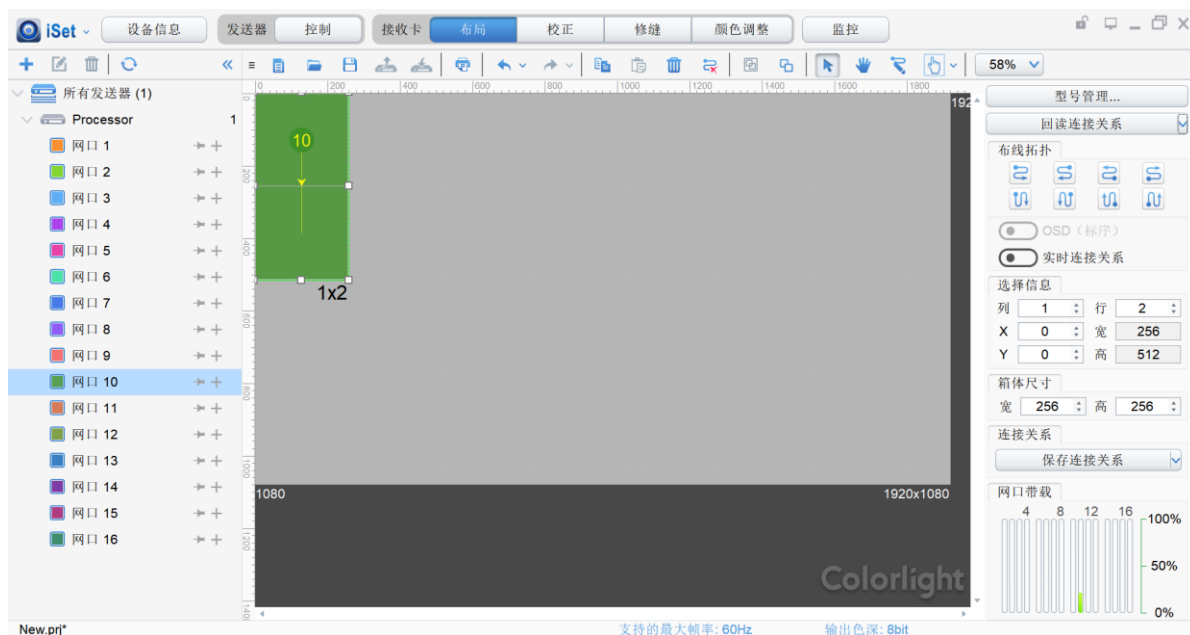 iSet 设备信息 发送器 控制 接收卡 布局 校正 修缝 颜色调整 监控
58%
所有发送器 (1)
Processor 1
网口 1
网口 2
网口 3
网口 4
网口 5
网口 6
网口 7
网口 8
网口 9
网口 10
网口 11
网口 12
网口 13
网口 14
网口 15
网口 16
0 200 400 600 800 1000 1200 1400 1600 1800
0
200
400
600
800
1000
1200
140
192
10
1x2
1080 1920x1080
Colorlight
型号管理...
回读连接关系
布线拓扑
OSD（标序）
实时连接关系
选择信息
列 1 行 2
X 0 宽 256
Y 0 高 512
箱体尺寸
宽 256 高 256
连接关系
保存连接关系
网口带载
4 8 12 16
100%
50%
0%
New.prj* 支持的最大帧率: 60Hz 输出色深: 8bit